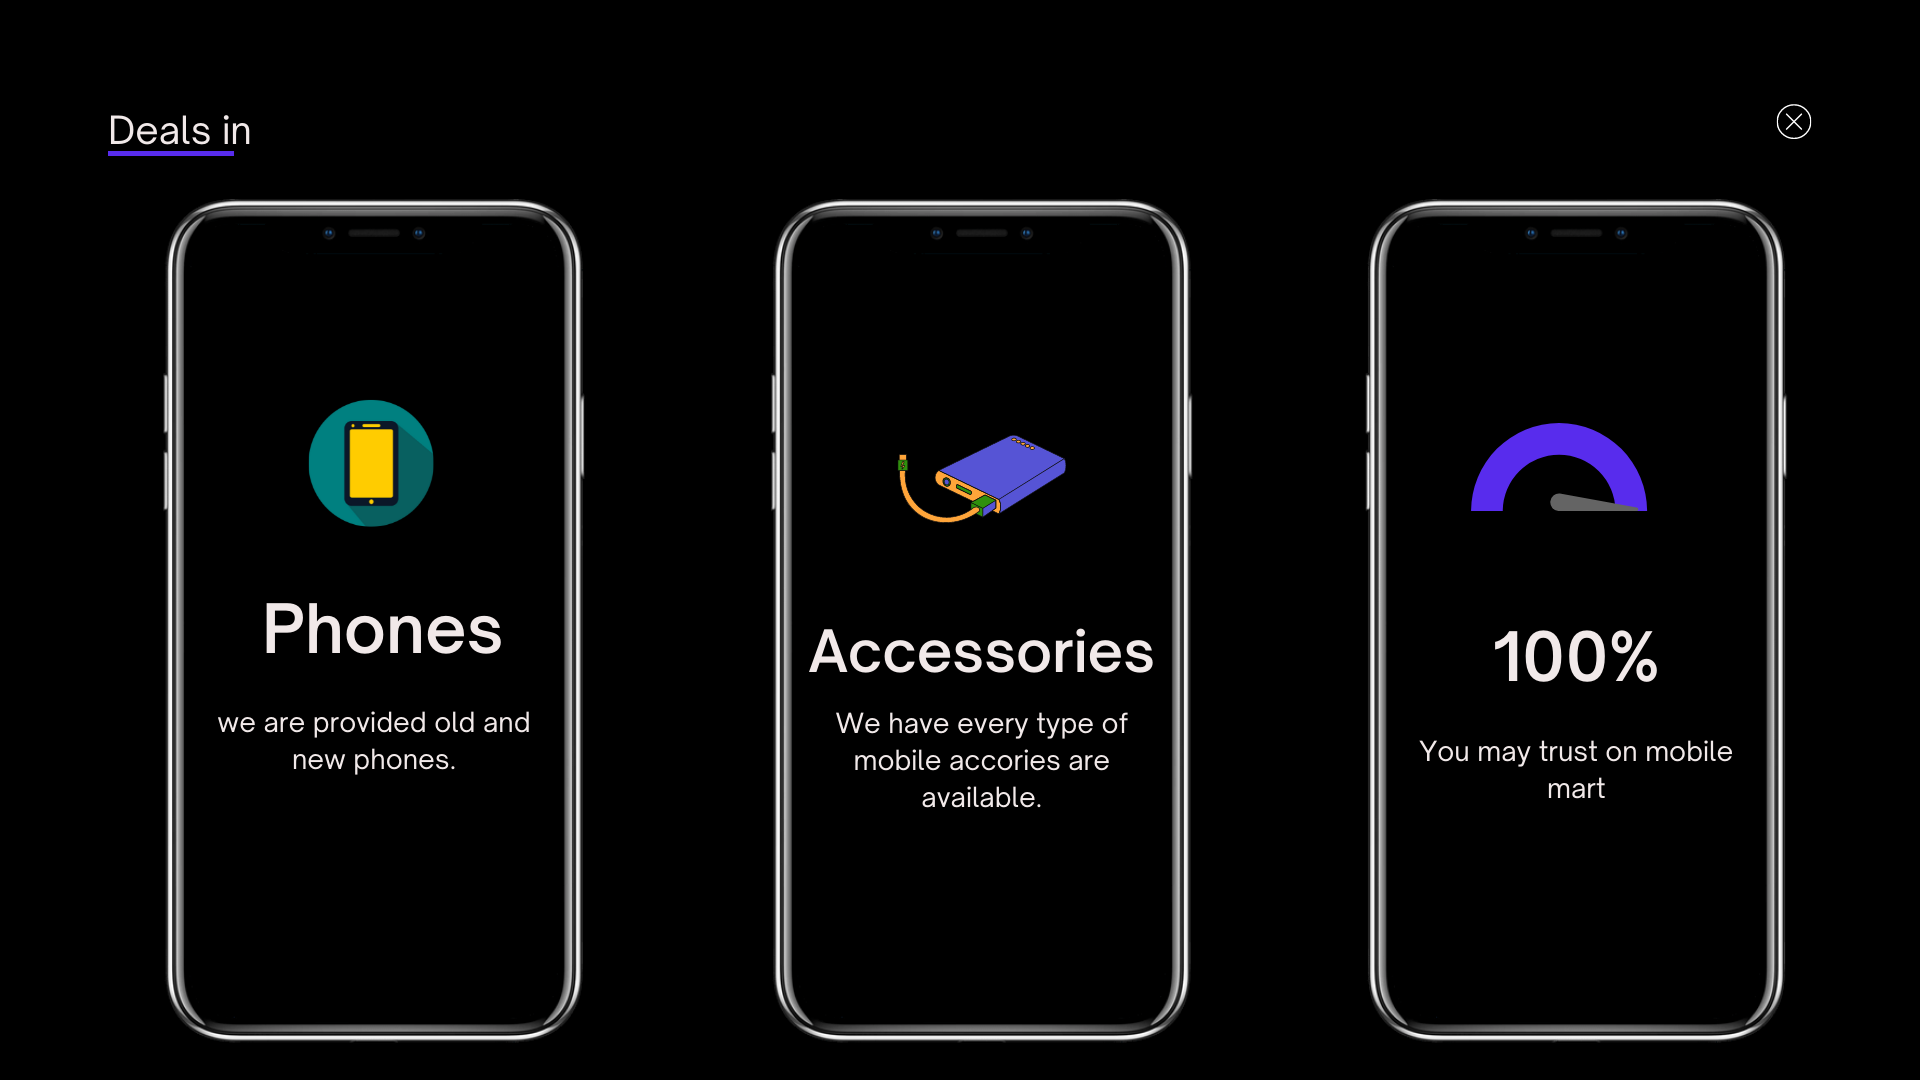 Deals in
Phones
we are provided old and
new phones.
Accessories
We have every type of
mobile accories are
available.
100%
You may trust on mobile
mart